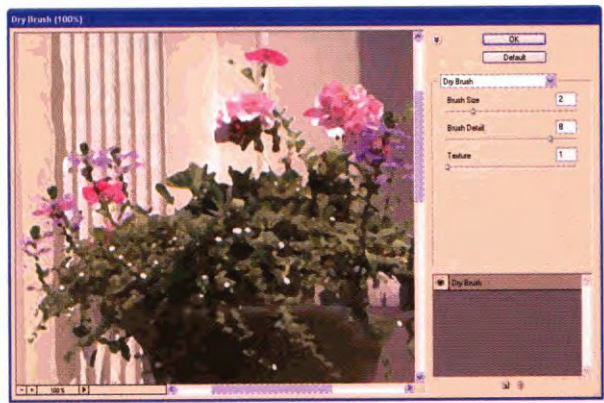 Dry Brush (100%)
OK
Default
Dry Brush
Brush Size 2
Brush Detail 8
Texture 1
Dry Brush
100%